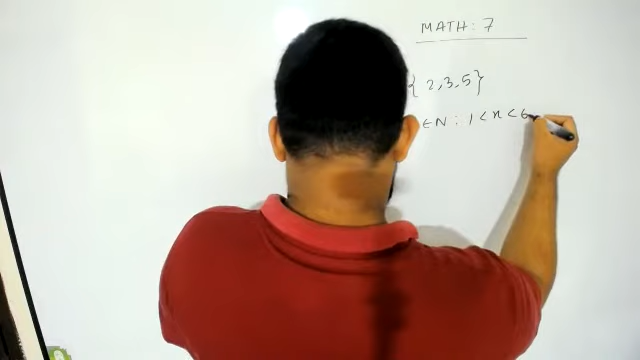 MATH: 7
{ 2, 3, 5 }
∈ N : 1 < x < 6